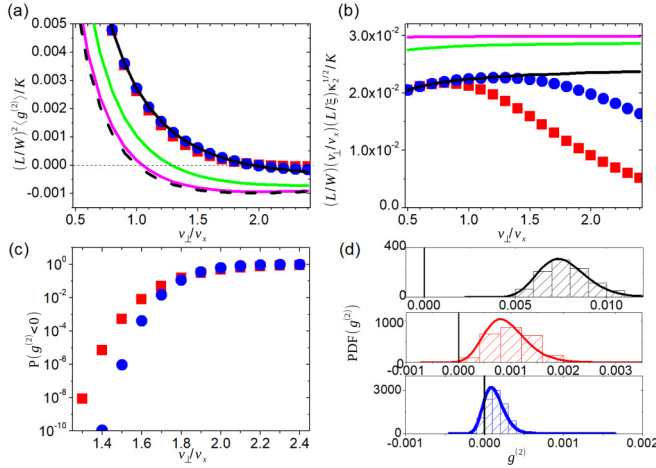 (a)
0.005
0.004
0.003
0.002
0.001
0.000
-0.001
(L/W)²⟨g⁽²⁾⟩/K
0.5 1.0 1.5 2.0
v⊥/vₓ
(b)
3.0x10⁻²
2.0x10⁻²
1.0x10⁻²
0.0
(L/W)(v⊥/vₓ)(L/ξ)κ₂¹ᐟ²/K
0.5 1.0 1.5 2.0
v⊥/vₓ
(c)
10⁰
10⁻²
10⁻⁴
10⁻⁶
10⁻⁸
10⁻¹⁰
P(g⁽²⁾<0)
1.4 1.6 1.8 2.0 2.2 2.4
v⊥/vₓ
(d)
400
0
0.000 0.005 0.010
1000
0
-0.001 0.000 0.001 0.002 0.003
3000
0
0.000 0.001 0.002
PDF(g⁽²⁾)
g⁽²⁾